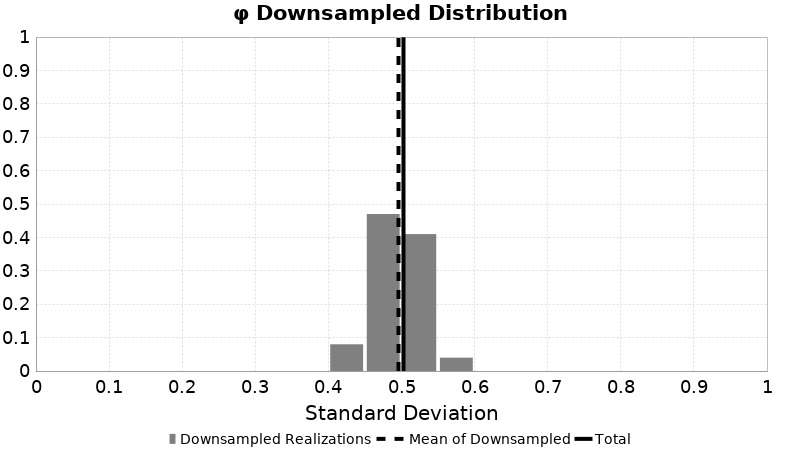 φ Downsampled Distribution
1
0.9
0.8
0.7
0.6
0.5
0.4
0.3
0.2
0.1
0
0 0.1 0.2 0.3 0.4 0.5 0.6 0.7 0.8 0.9 1
Standard Deviation
Downsampled Realizations Mean of Downsampled Total